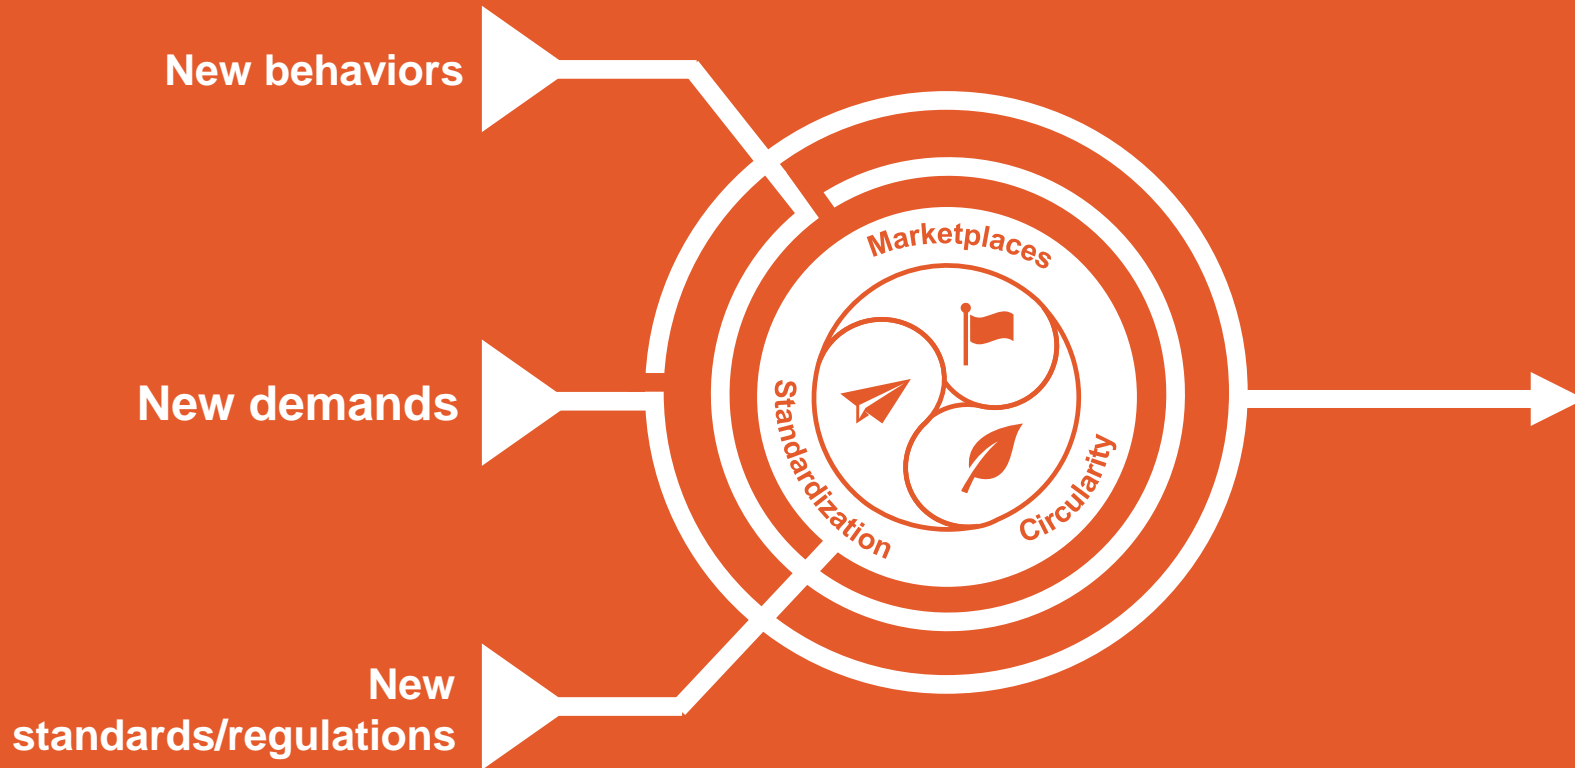 New behaviors
Marketplaces
New demands
Standardization
Circularity
New
standards/regulations